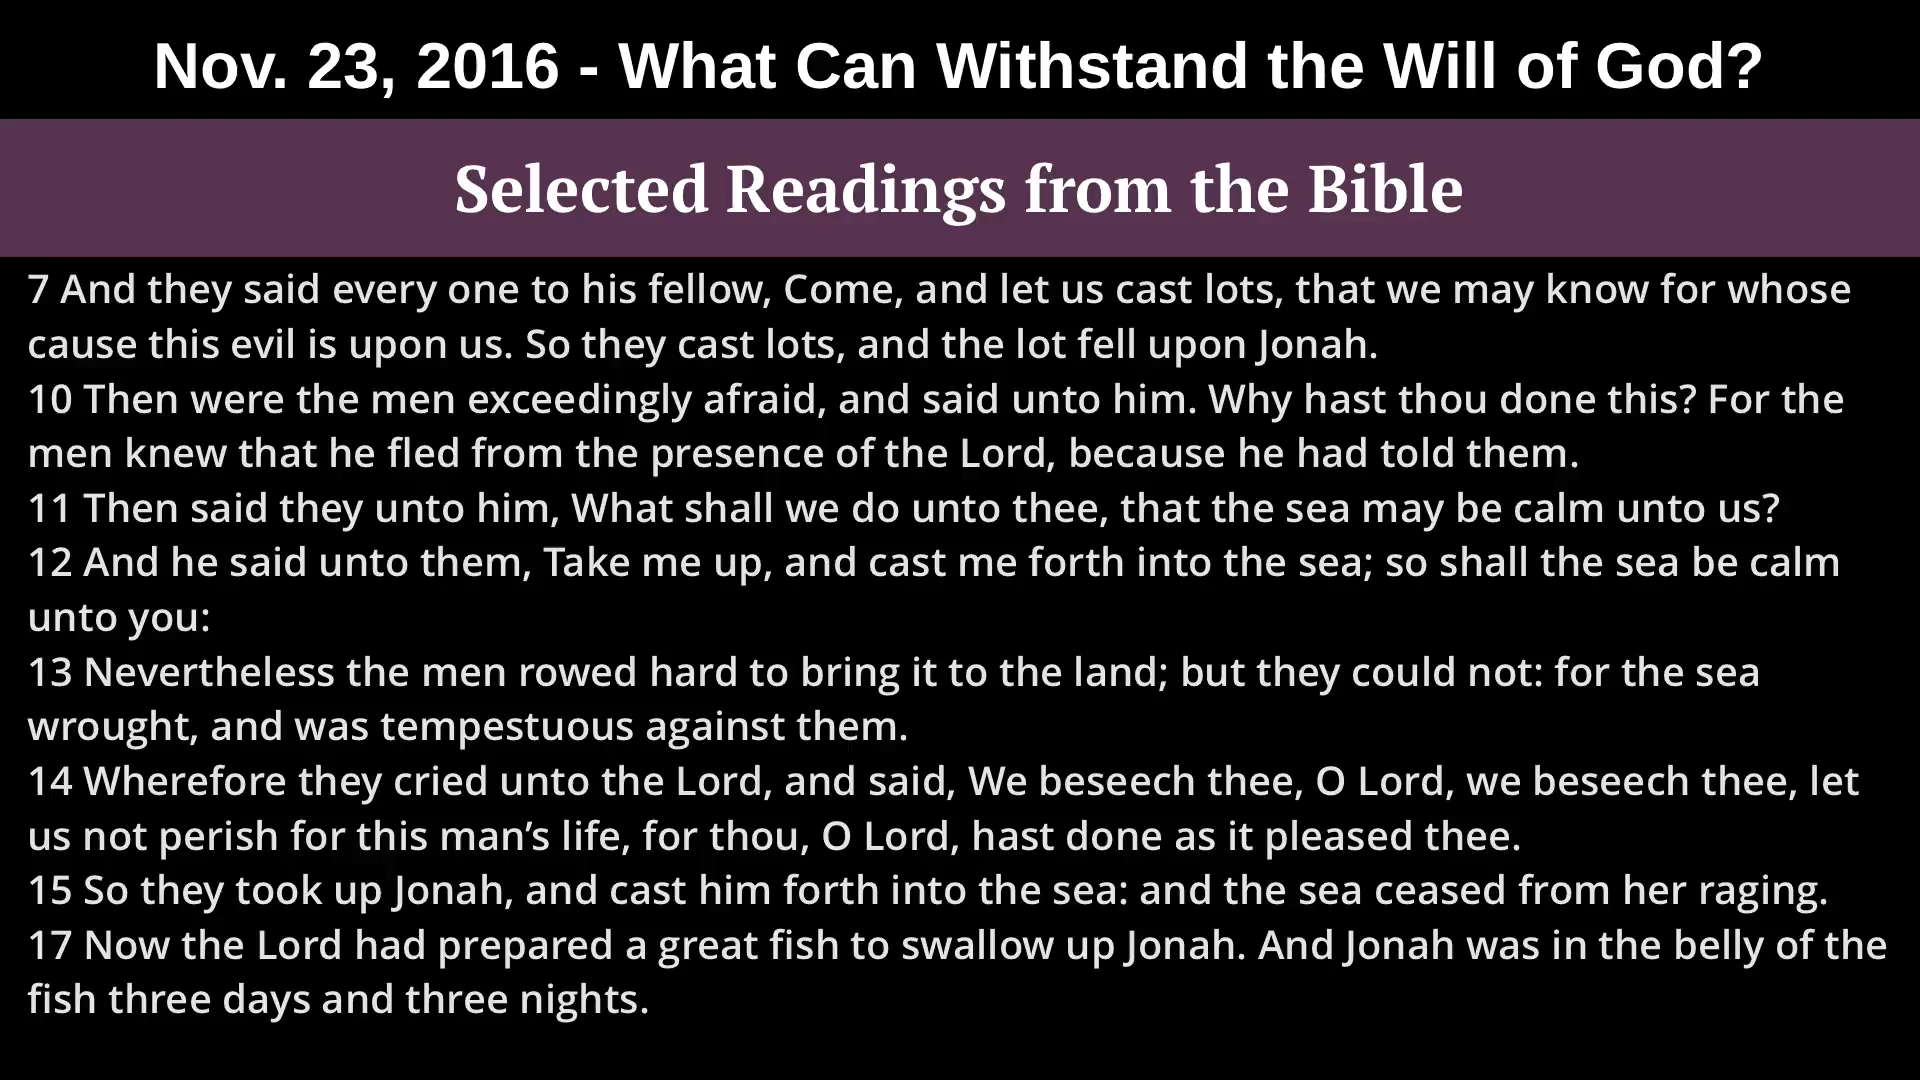 Nov. 23, 2016 - What Can Withstand the Will of God?
Selected Readings from the Bible
7 And they said every one to his fellow, Come, and let us cast lots, that we may know for whose
cause this evil is upon us. So they cast lots, and the lot fell upon Jonah.
10 Then were the men exceedingly afraid, and said unto him. Why hast thou done this? For the
men knew that he fled from the presence of the Lord, because he had told them.
11 Then said they unto him, What shall we do unto thee, that the sea may be calm unto us?
12 And he said unto them, Take me up, and cast me forth into the sea; so shall the sea be calm
unto you:
13 Nevertheless the men rowed hard to bring it to the land; but they could not: for the sea
wrought, and was tempestuous against them.
14 Wherefore they cried unto the Lord, and said, We beseech thee, O Lord, we beseech thee, let
us not perish for this man’s life, for thou, O Lord, hast done as it pleased thee.
15 So they took up Jonah, and cast him forth into the sea: and the sea ceased from her raging.
17 Now the Lord had prepared a great fish to swallow up Jonah. And Jonah was in the belly of the
fish three days and three nights.